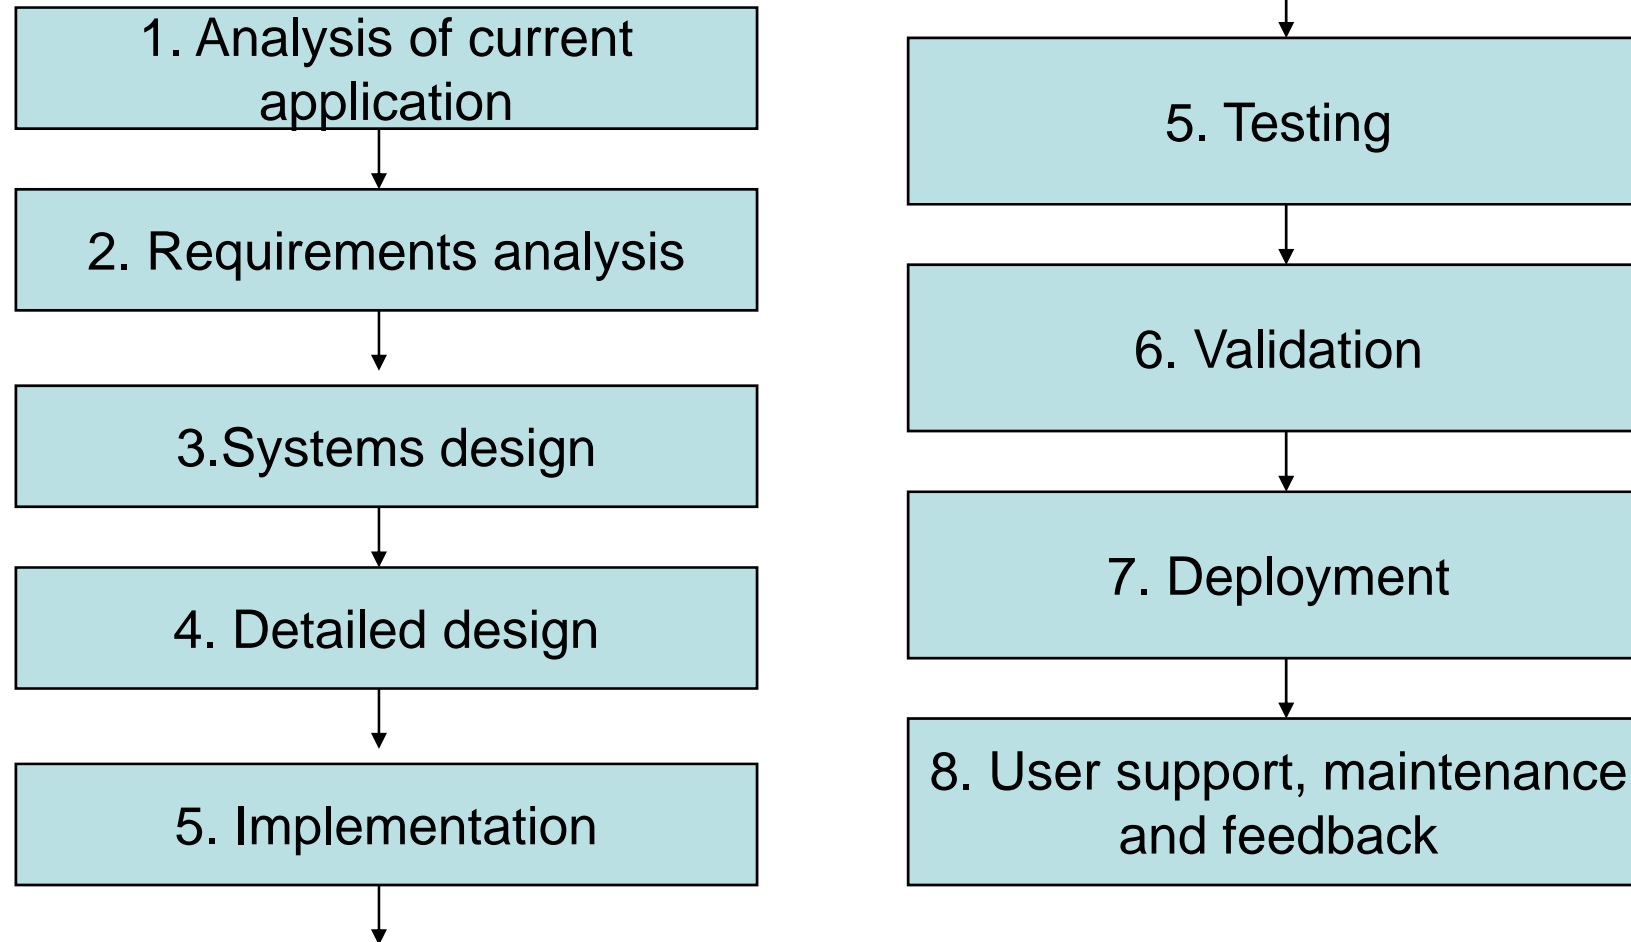 1. Analysis of current
application
2. Requirements analysis
3.Systems design
4. Detailed design
5. Implementation
5. Testing
6. Validation
7. Deployment
8. User support, maintenance
and feedback